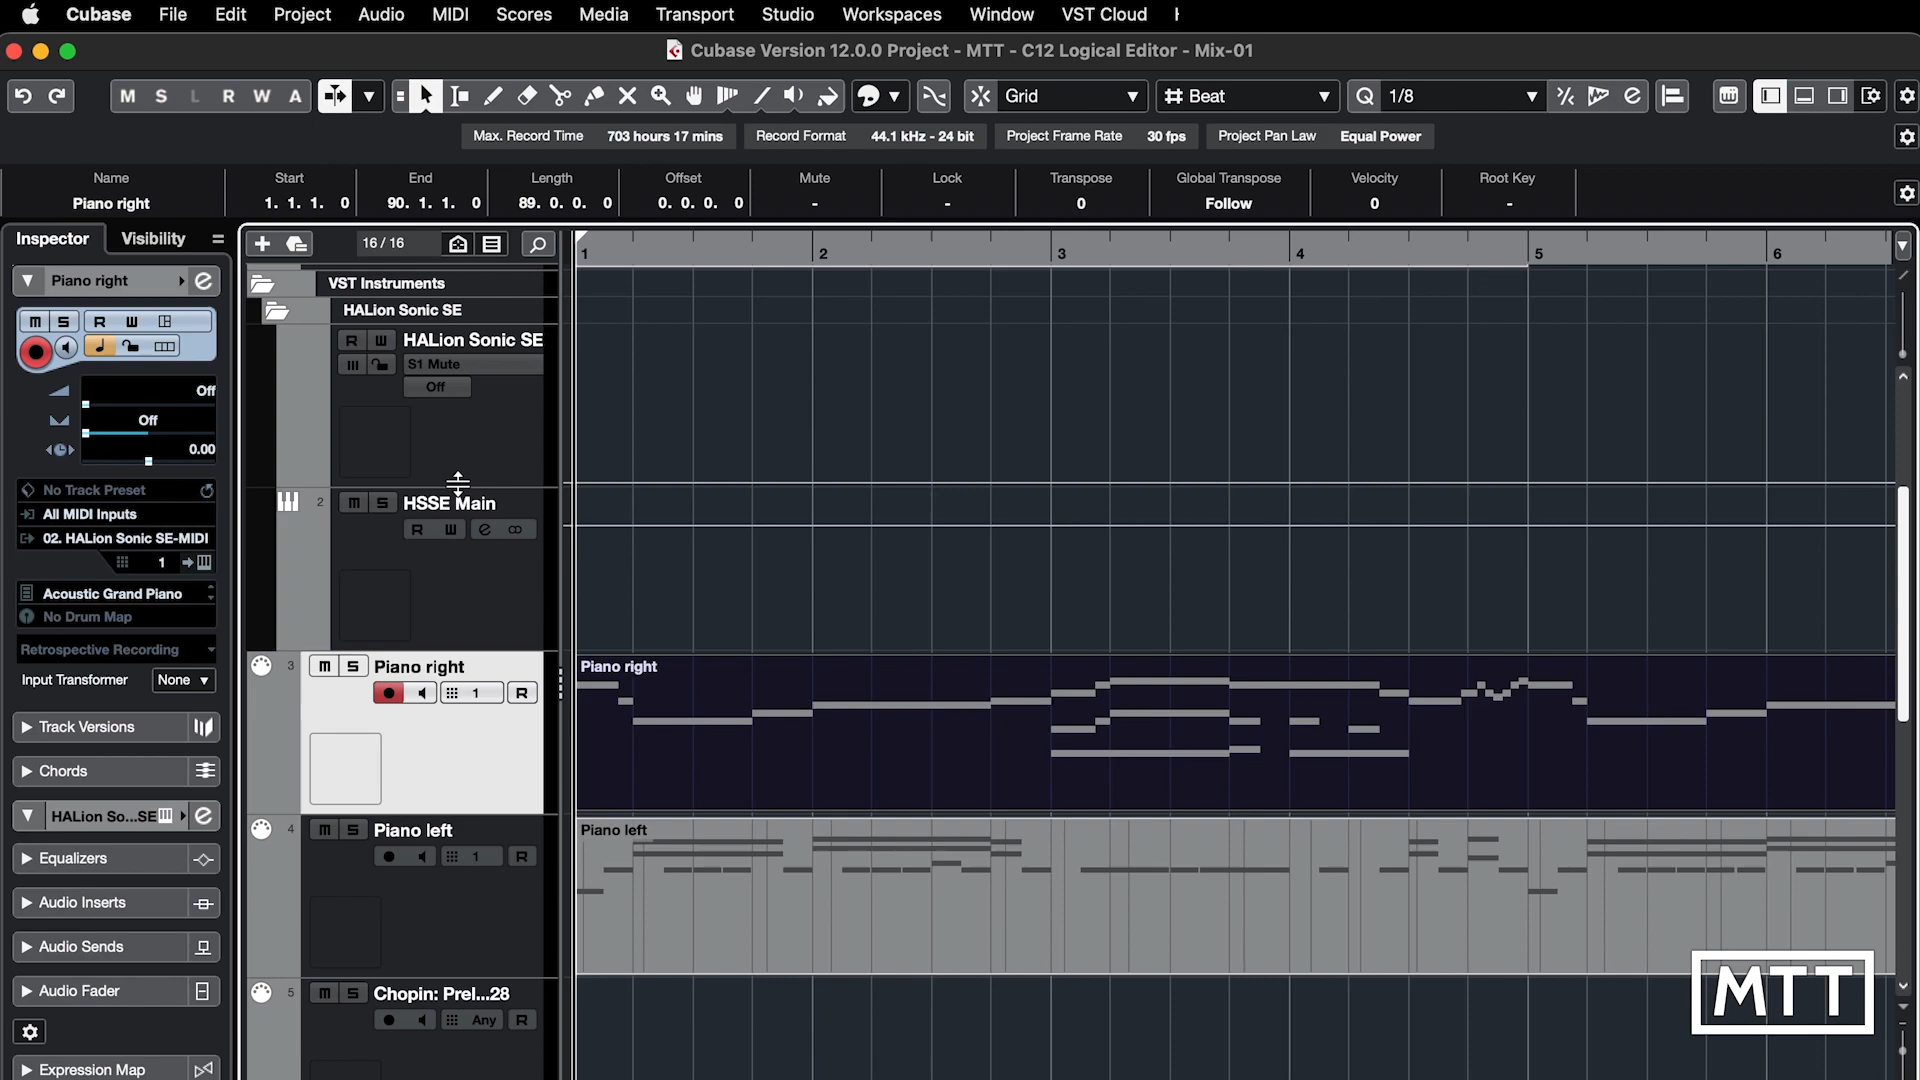 Cubase File Edit Project Audio MIDI Scores Media Transport Studio Workspaces Window VST Cloud
Cubase Version 12.0.0 Project - MTT - C12 Logical Editor - Mix-01
M S L R W A Grid Beat Q 1/8
Max. Record Time 703 hours 17 mins Record Format 44.1 kHz - 24 bit Project Frame Rate 30 fps Project Pan Law Equal Power
Name Start End Length Offset Mute Lock Transpose Global Transpose Velocity Root Key
Piano right 1. 1. 1. 0 90. 1. 1. 0 89. 0. 0. 0 0. 0. 0. 0 - - 0 Follow 0 -
Inspector Visibility 16 / 16 1 2 3 4 5 6
Piano right
M S R W
Off
Off
0.00
No Track Preset
All MIDI Inputs
02. HALion Sonic SE-MIDI
1
Acoustic Grand Piano
No Drum Map
Retrospective Recording
Input Transformer None
Track Versions
Chords
HALion So...SE
Equalizers
Audio Inserts
Audio Sends
Audio Fader
Expression Map
VST Instruments
HALion Sonic SE
R W HALion Sonic SE
S1 Mute
Off
2 M S HSSE Main
R W
3 M S Piano right
1 R
4 M S Piano left
1 R
5 M S Chopin: Prel...28
Any R
Piano right
Piano left
MTT